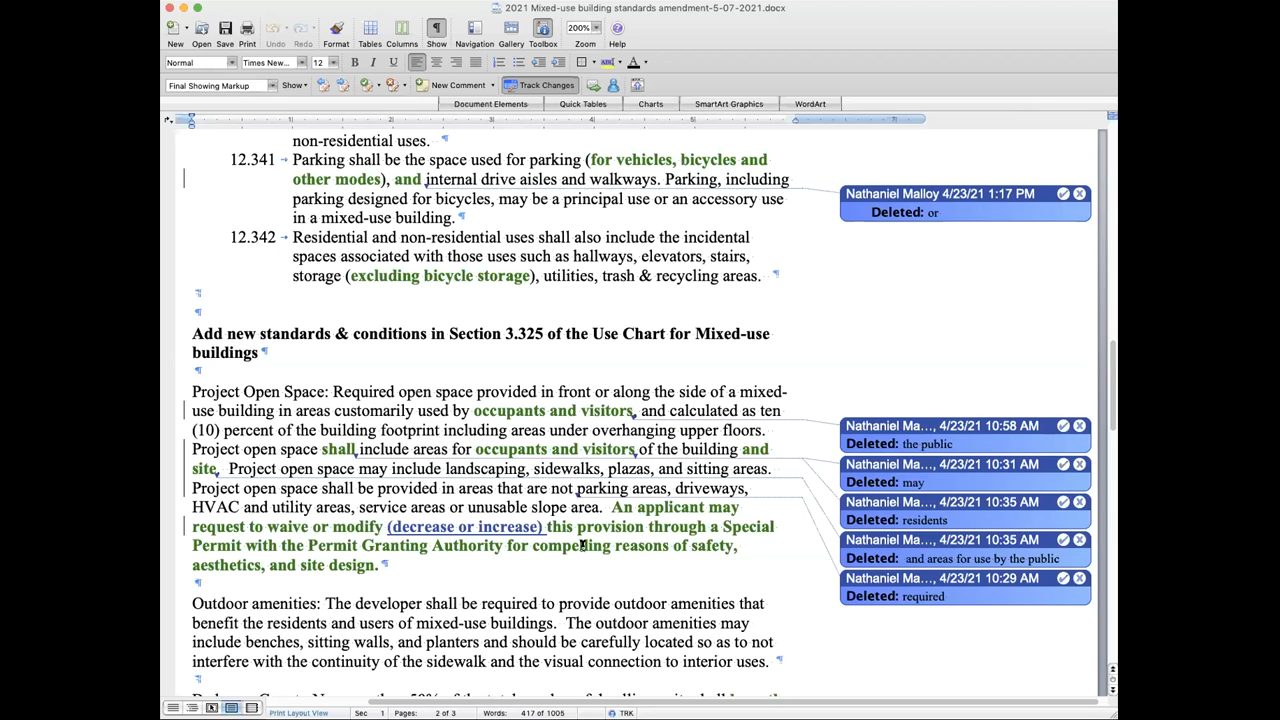 2021 Mixed-use building standards amendment-5-07-2021.docx
200%
New Open Save Print Undo Redo Format Tables Columns Show Navigation Gallery Toolbox Zoom Help
Normal Times New... 12 B I U
Final Showing Markup Show New Comment Track Changes
Document Elements Quick Tables Charts SmartArt Graphics WordArt
non-residential uses.
12.341 Parking shall be the space used for parking (for vehicles, bicycles and
other modes), and internal drive aisles and walkways. Parking, including
parking designed for bicycles, may be a principal use or an accessory use
in a mixed-use building.
12.342 Residential and non-residential uses shall also include the incidental
spaces associated with those uses such as hallways, elevators, stairs,
storage (excluding bicycle storage), utilities, trash & recycling areas.
Add new standards & conditions in Section 3.325 of the Use Chart for Mixed-use
buildings
Project Open Space: Required open space provided in front or along the side of a mixed-
use building in areas customarily used by occupants and visitors, and calculated as ten
(10) percent of the building footprint including areas under overhanging upper floors.
Project open space shall include areas for occupants and visitors of the building and
site. Project open space may include landscaping, sidewalks, plazas, and sitting areas.
Project open space shall be provided in areas that are not parking areas, driveways,
HVAC and utility areas, service areas or unusable slope area. An applicant may
request to waive or modify (decrease or increase) this provision through a Special
Permit with the Permit Granting Authority for compelling reasons of safety,
aesthetics, and site design.
Outdoor amenities: The developer shall be required to provide outdoor amenities that
benefit the residents and users of mixed-use buildings. The outdoor amenities may
include benches, sitting walls, and planters and should be carefully located so as to not
interfere with the continuity of the sidewalk and the visual connection to interior uses.
Nathaniel Malloy 4/23/21 1:17 PM
Deleted: or
Nathaniel Ma..., 4/23/21 10:58 AM
Deleted: the public
Nathaniel Ma..., 4/23/21 10:31 AM
Deleted: may
Nathaniel Ma..., 4/23/21 10:35 AM
Deleted: residents
Nathaniel Ma..., 4/23/21 10:35 AM
Deleted: and areas for use by the public
Nathaniel Ma..., 4/23/21 10:29 AM
Deleted: required
Print Layout View Sec 1 Pages: 2 of 3 Words: 417 of 1005 TRK